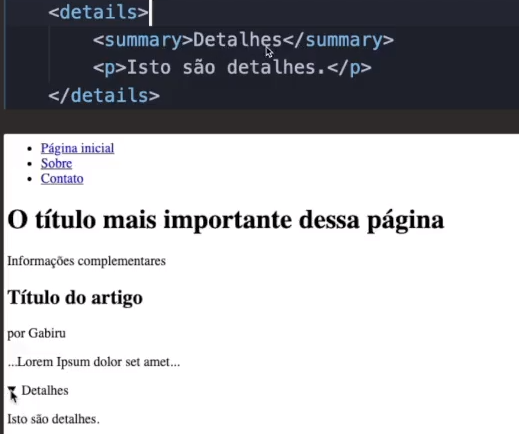 <details>
<summary>Detalhes</summary>
<p>Isto são detalhes.</p>
</details>
Página inicial
Sobre
Contato
O título mais importante dessa página
Informações complementares
Título do artigo
por Gabiru
...Lorem Ipsum dolor set amet...
Detalhes
Isto são detalhes.